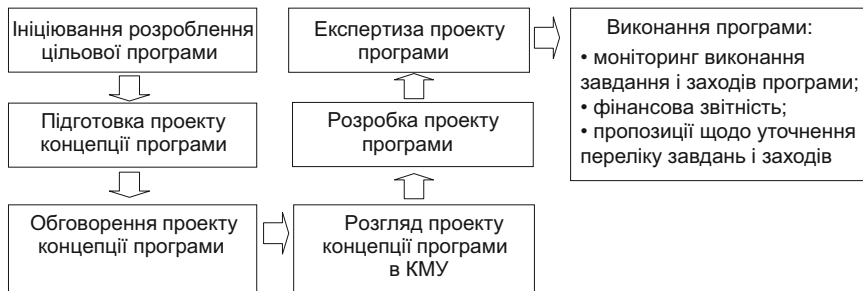 Ініціювання розроблення
цільової програми
Підготовка проекту
концепції програми
Обговорення проекту
концепції програми
Розгляд проекту
концепції програми
в КМУ
Розробка проекту
програми
Експертиза проекту
програми
Виконання програми:
• моніторинг виконання
завдання і заходів програми;
• фінансова звітність;
• пропозиції щодо уточнення
переліку завдань і заходів